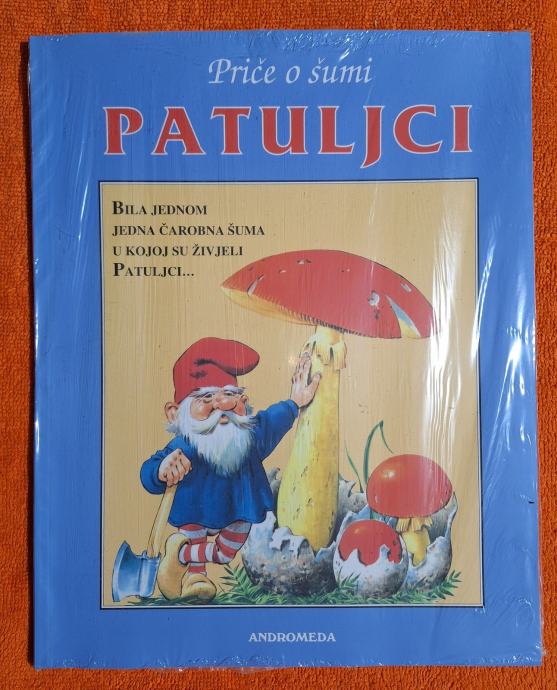 Priče o šumi
PATULJCI
BILA JEDNOM
JEDNA ČAROBNA ŠUMA
U KOJOJ SU ŽIVJELI
PATULJCI...
ANDROMEDA